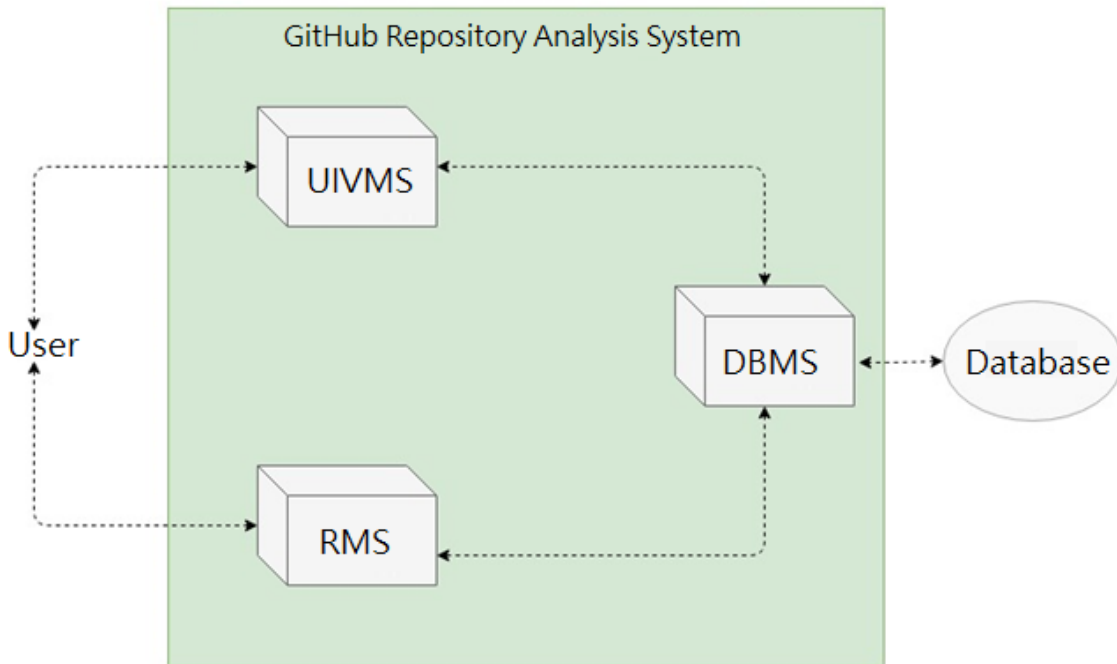 GitHub Repository Analysis System
UIVMS
User
DBMS
Database
RMS